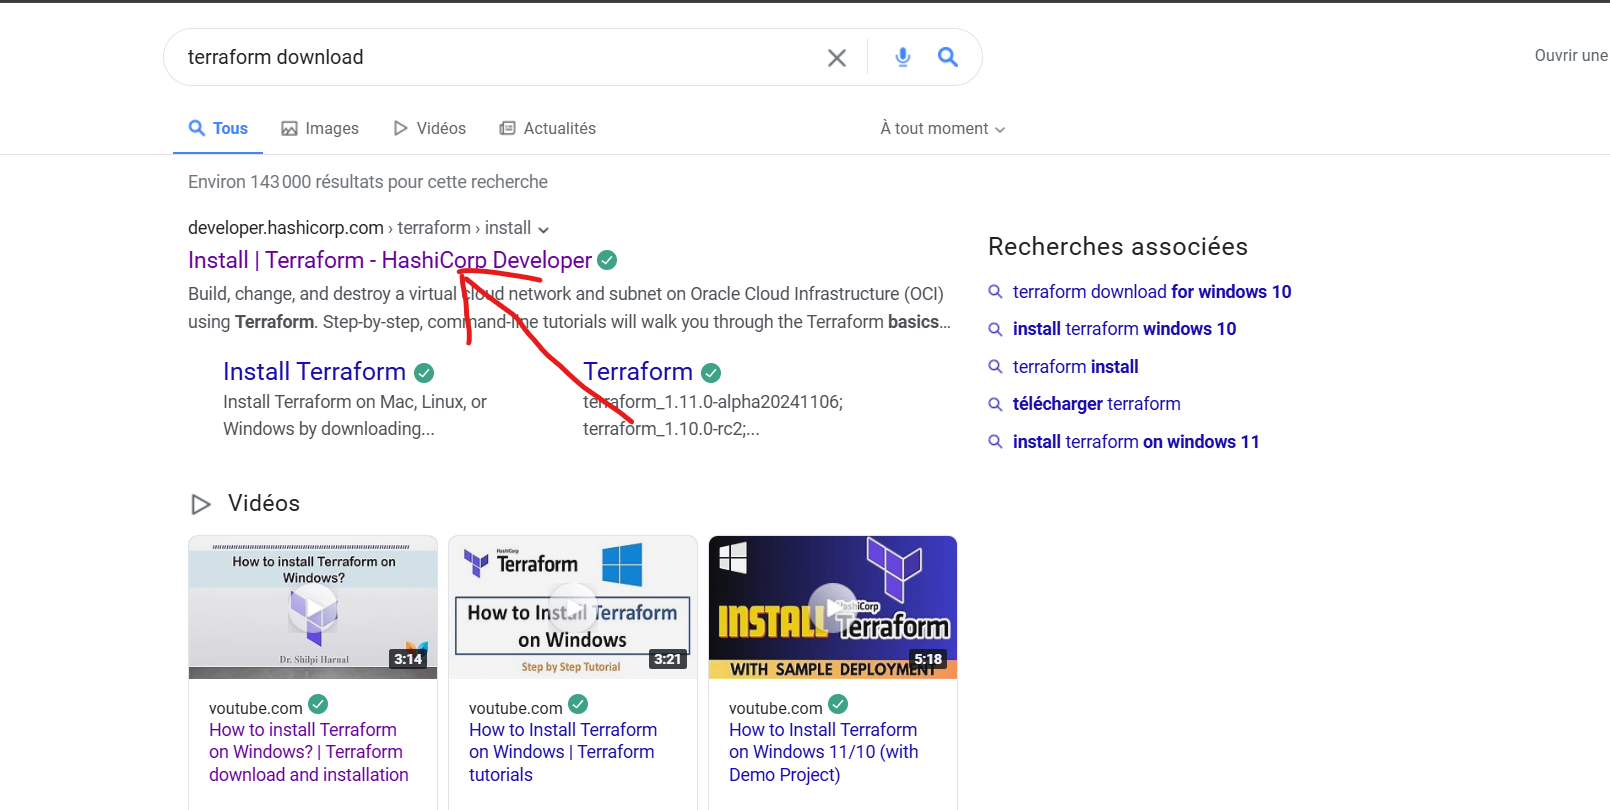 terraform download
Ouvrir une
Tous
Images
Vidéos
Actualités
À tout moment
Environ 143 000 résultats pour cette recherche
developer.hashicorp.com › terraform › install
Install | Terraform - HashiCorp Developer
Build, change, and destroy a virtual cloud network and subnet on Oracle Cloud Infrastructure (OCI)
using Terraform. Step-by-step, command-line tutorials will walk you through the Terraform basics...
Install Terraform
Install Terraform on Mac, Linux, or
Windows by downloading...
Terraform
terraform_1.11.0-alpha20241106;
terraform_1.10.0-rc2;...
Recherches associées
terraform download for windows 10
install terraform windows 10
terraform install
télécharger terraform
install terraform on windows 11
Vidéos
How to install Terraform on
Windows?
Dr. Shilpi Harnal
3:14
youtube.com
How to install Terraform
on Windows? | Terraform
download and installation
HashiCorp
Terraform
How to Install Terraform
on Windows
Step by Step Tutorial
3:21
youtube.com
How to Install Terraform
on Windows | Terraform
tutorials
INSTALL
HashiCorp
Terraform
WITH SAMPLE DEPLOYMENT
5:18
youtube.com
How to Install Terraform
on Windows 11/10 (with
Demo Project)